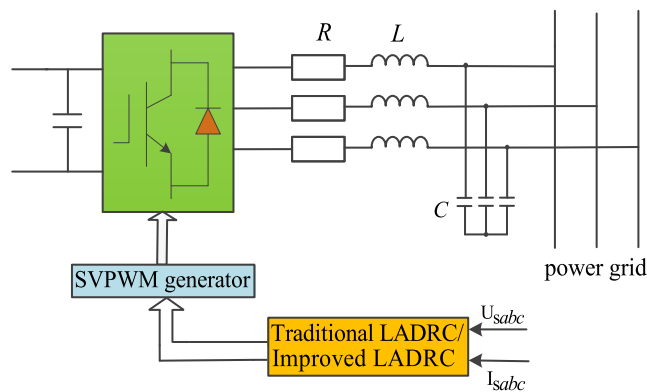 R
L
C
power grid
SVPWM generator
Traditional LADRC/
Improved LADRC
Usabc
Isabc